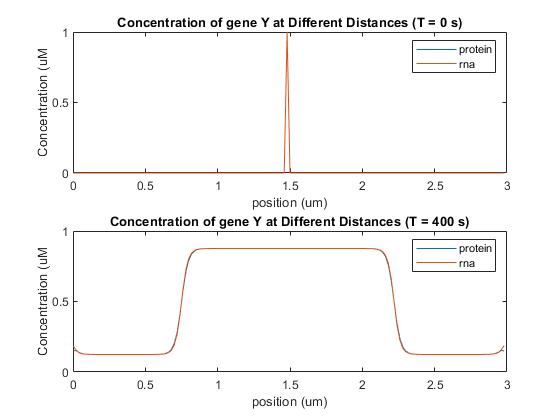 Concentration of gene Y at Different Distances (T = 0 s)
Concentration (uM
1
0.5
0
protein
rna
0 0.5 1 1.5 2 2.5 3
position (um)
Concentration of gene Y at Different Distances (T = 400 s)
Concentration (uM
1
0.5
0
protein
rna
0 0.5 1 1.5 2 2.5 3
position (um)